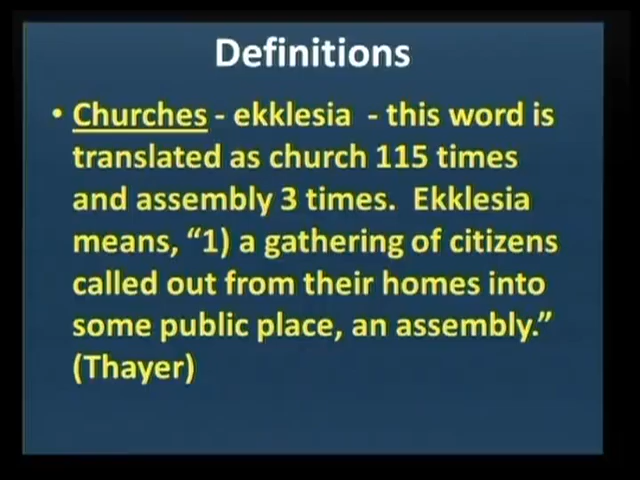 Definitions
• Churches - ekklesia  - this word is
translated as church 115 times
and assembly 3 times.  Ekklesia
means, “1) a gathering of citizens
called out from their homes into
some public place, an assembly.”
(Thayer)